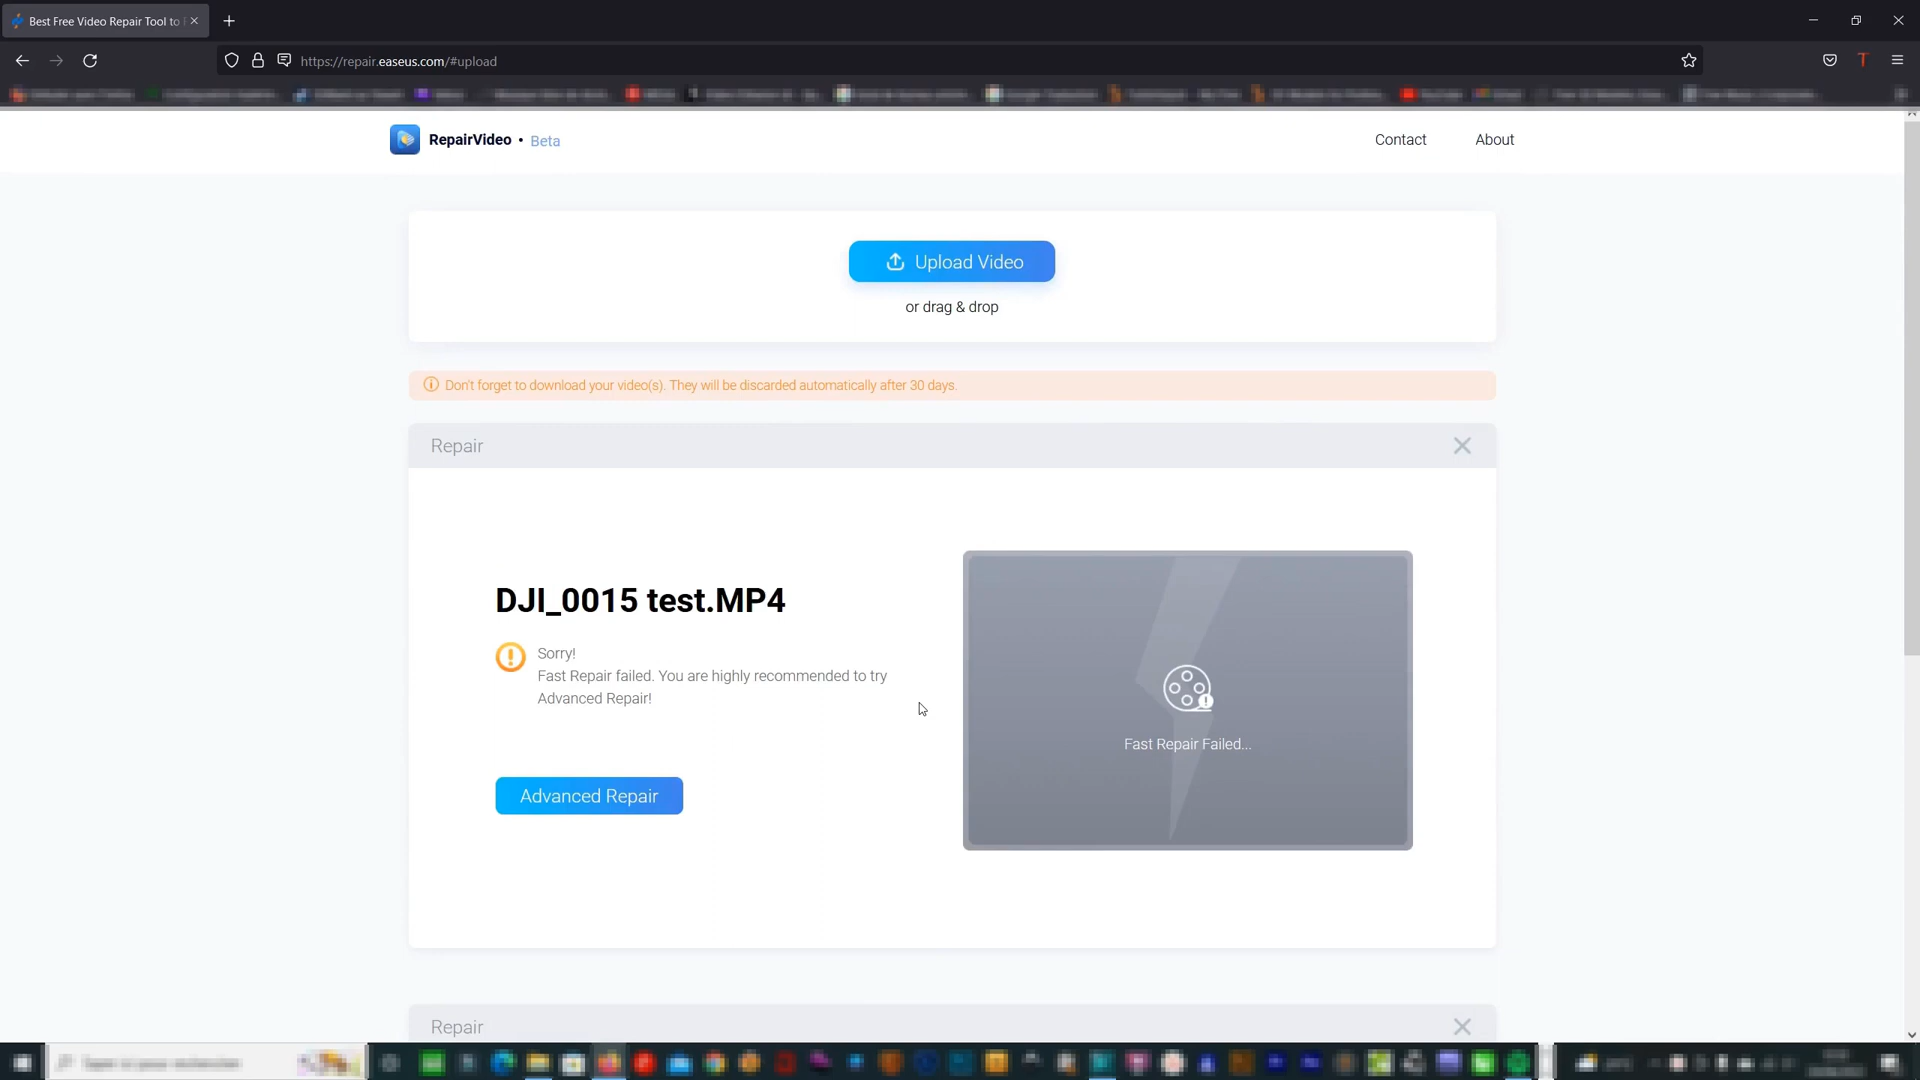 Best Free Video Repair Tool to
https://repair.easeus.com/#upload
RepairVideo • Beta
Contact
About
Upload Video
or drag & drop
Don't forget to download your video(s). They will be discarded automatically after 30 days.
Repair
DJI_0015 test.MP4
Sorry!
Fast Repair failed. You are highly recommended to try
Advanced Repair!
Fast Repair Failed...
Advanced Repair
Repair